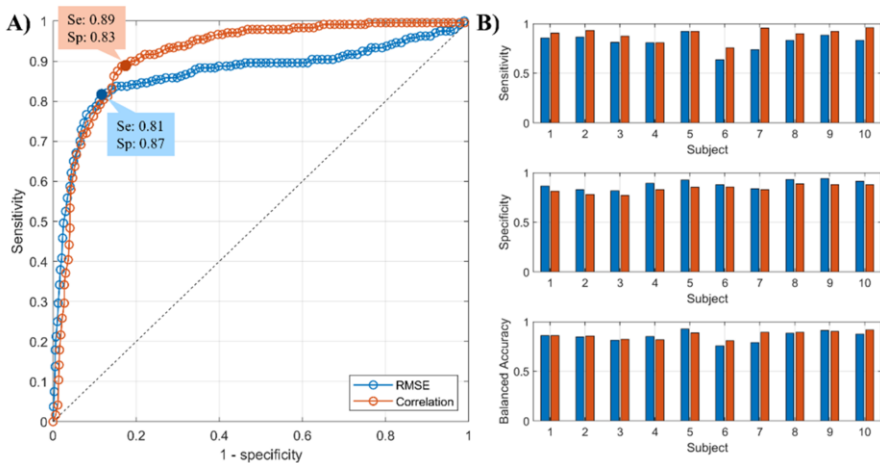 A)
Se: 0.89
Sp: 0.83
Se: 0.81
Sp: 0.87
Sensitivity
1
0.9
0.8
0.7
0.6
0.5
0.4
0.3
0.2
0.1
0
0 0.2 0.4 0.6 0.8 1
1 - specificity
RMSE
Correlation
B)
Sensitivity
1
0.5
0
1 2 3 4 5 6 7 8 9 10
Subject
Specificity
1
0.5
0
1 2 3 4 5 6 7 8 9 10
Subject
Balanced Accuracy
1
0.5
0
1 2 3 4 5 6 7 8 9 10
Subject